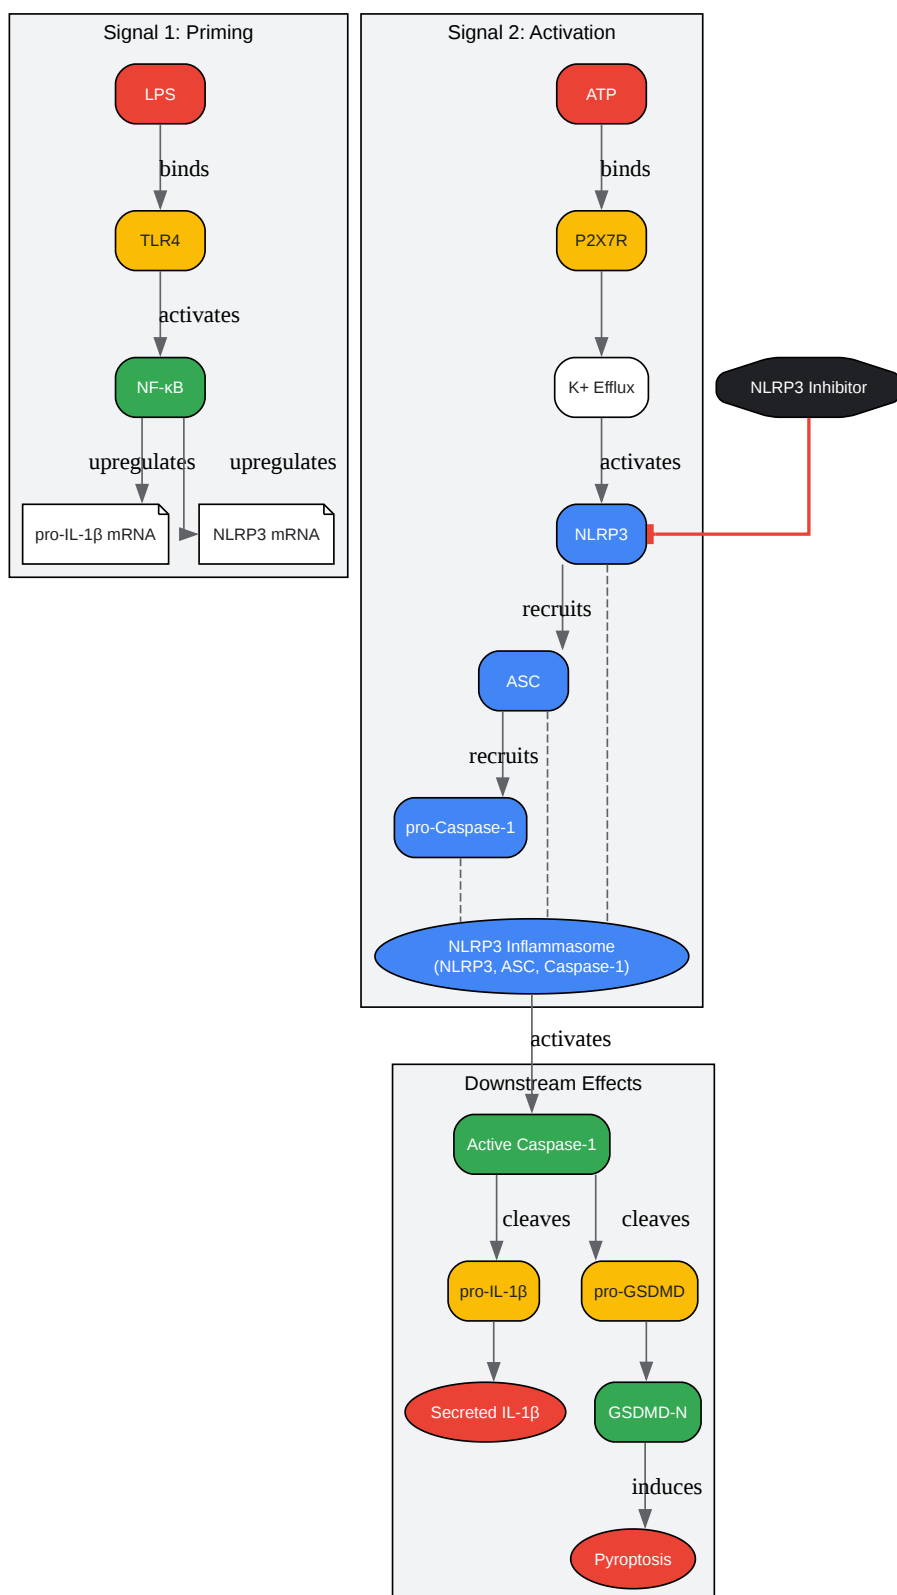 Signal 1: Priming
LPS
binds
TLR4
activates
NF-κB
upregulates
upregulates
pro-IL-1β mRNA
NLRP3 mRNA
Signal 2: Activation
ATP
binds
P2X7R
K+ Efflux
NLRP3 Inhibitor
activates
NLRP3
recruits
ASC
recruits
pro-Caspase-1
NLRP3 Inflammasome
(NLRP3, ASC, Caspase-1)
activates
Downstream Effects
Active Caspase-1
cleaves
cleaves
pro-IL-1β
pro-GSDMD
Secreted IL-1β
GSDMD-N
induces
Pyroptosis